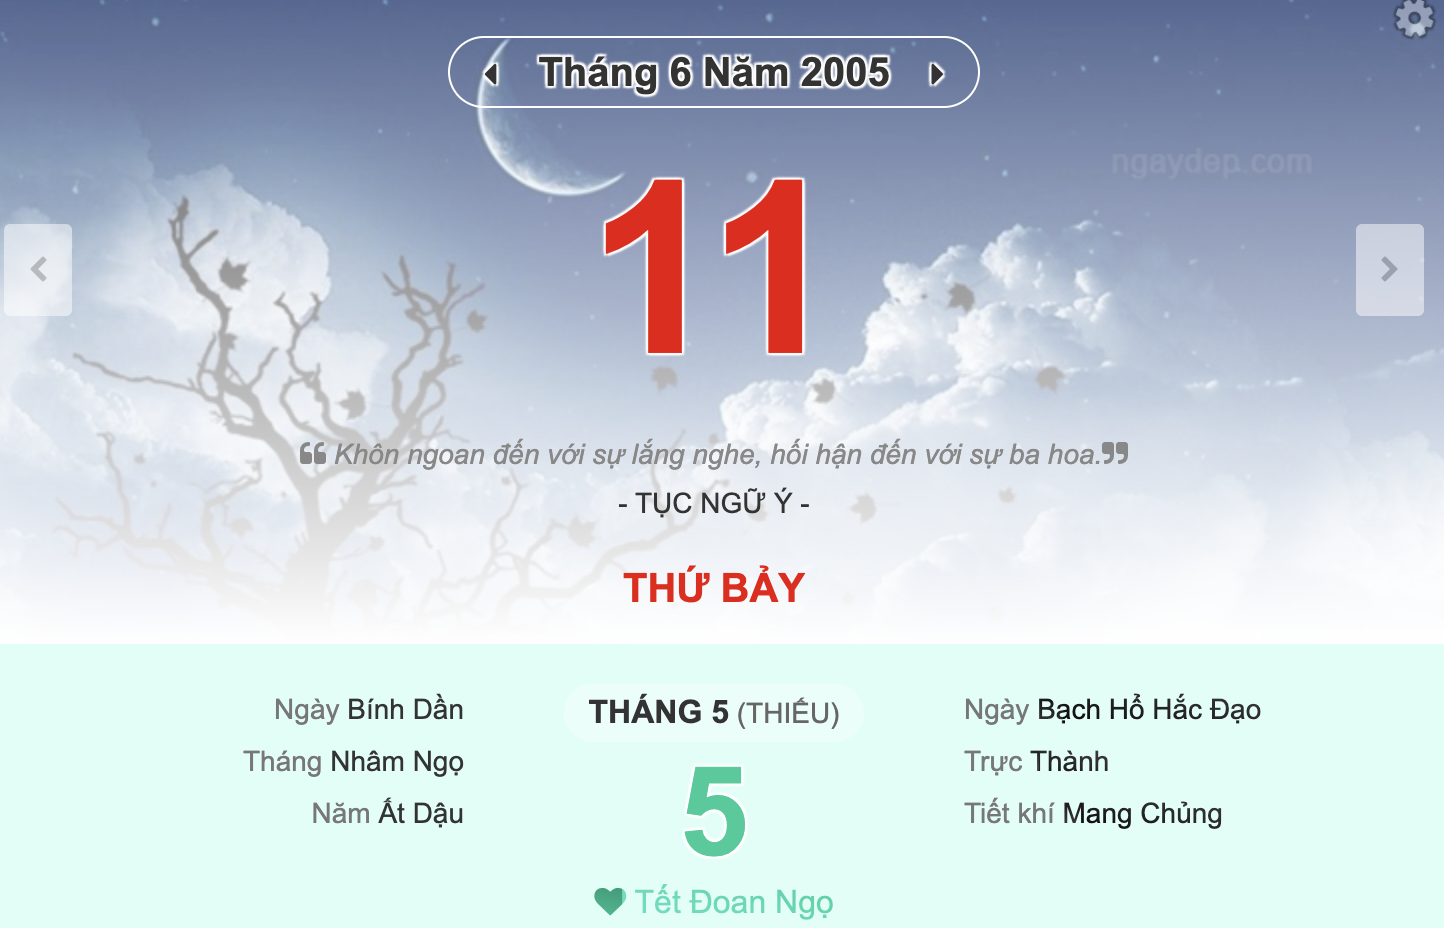 Tháng 6 Năm 2005
ngaydep.com
11
Khôn ngoan đến với sự lắng nghe, hối hận đến với sự ba hoa.
- TỤC NGỮ Ý -
THỨ BẢY
Ngày Bính Dần
Tháng Nhâm Ngọ
Năm Ất Dậu
THÁNG 5 (THIẾU)
5
Tết Đoan Ngọ
Ngày Bạch Hổ Hắc Đạo
Trực Thành
Tiết khí Mang Chủng